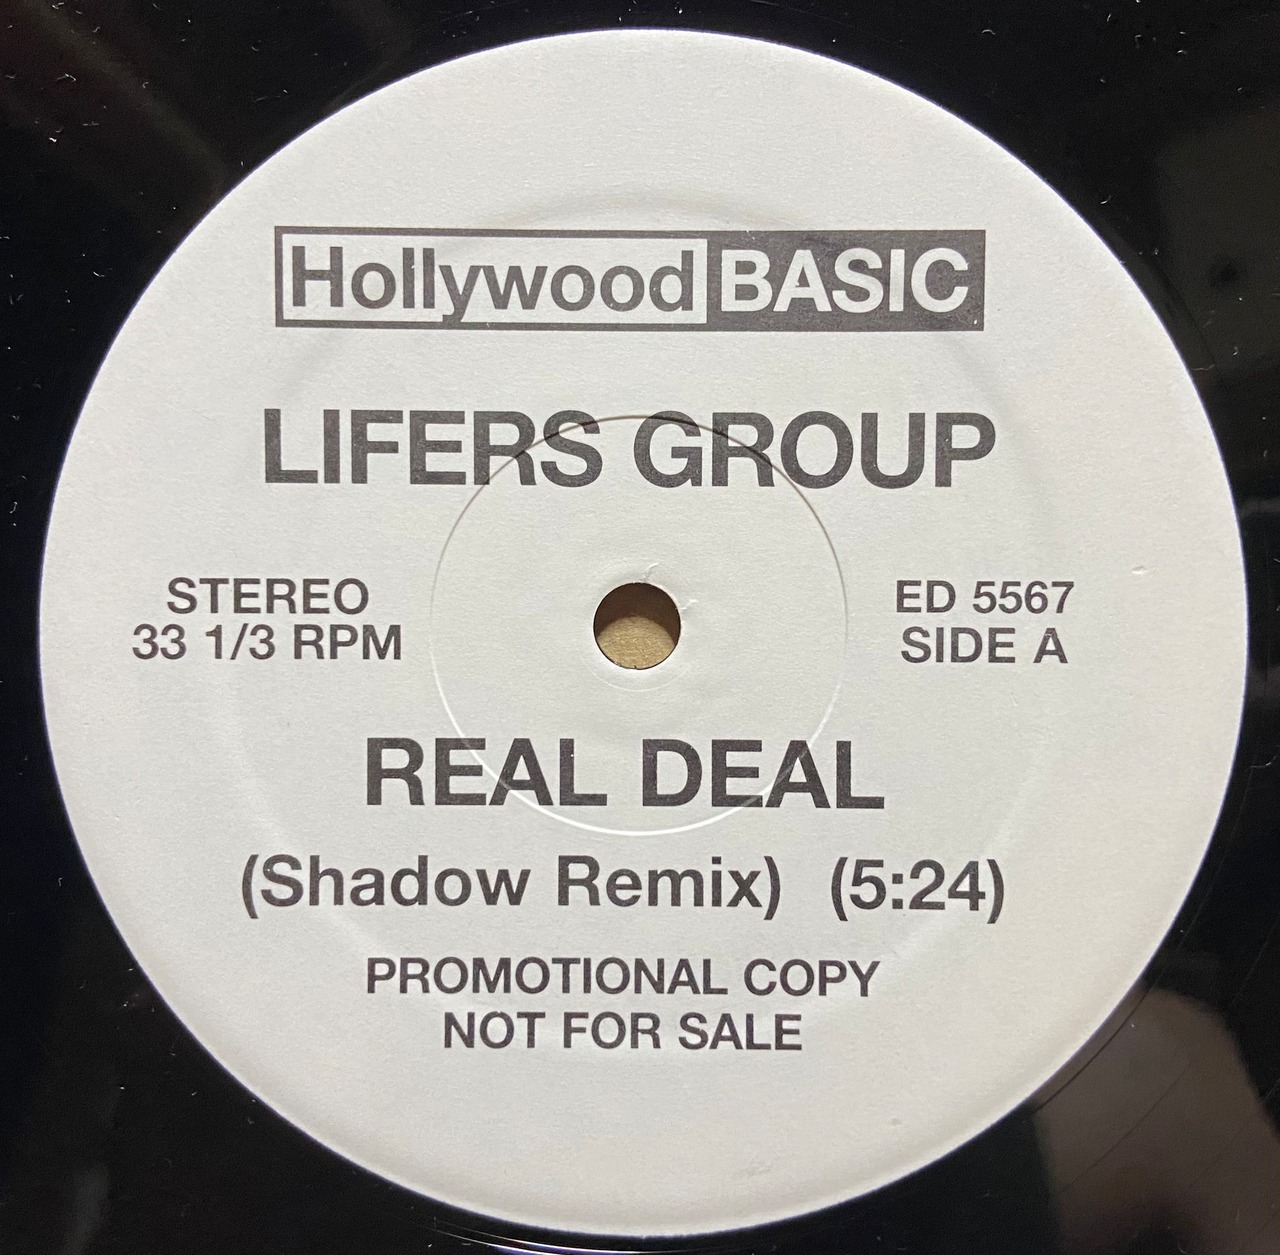 Hollywood BASIC
LIFERS GROUP
STEREO
33 1/3 RPM
ED 5567
SIDE A
REAL DEAL
(Shadow Remix) (5:24)
PROMOTIONAL COPY
NOT FOR SALE